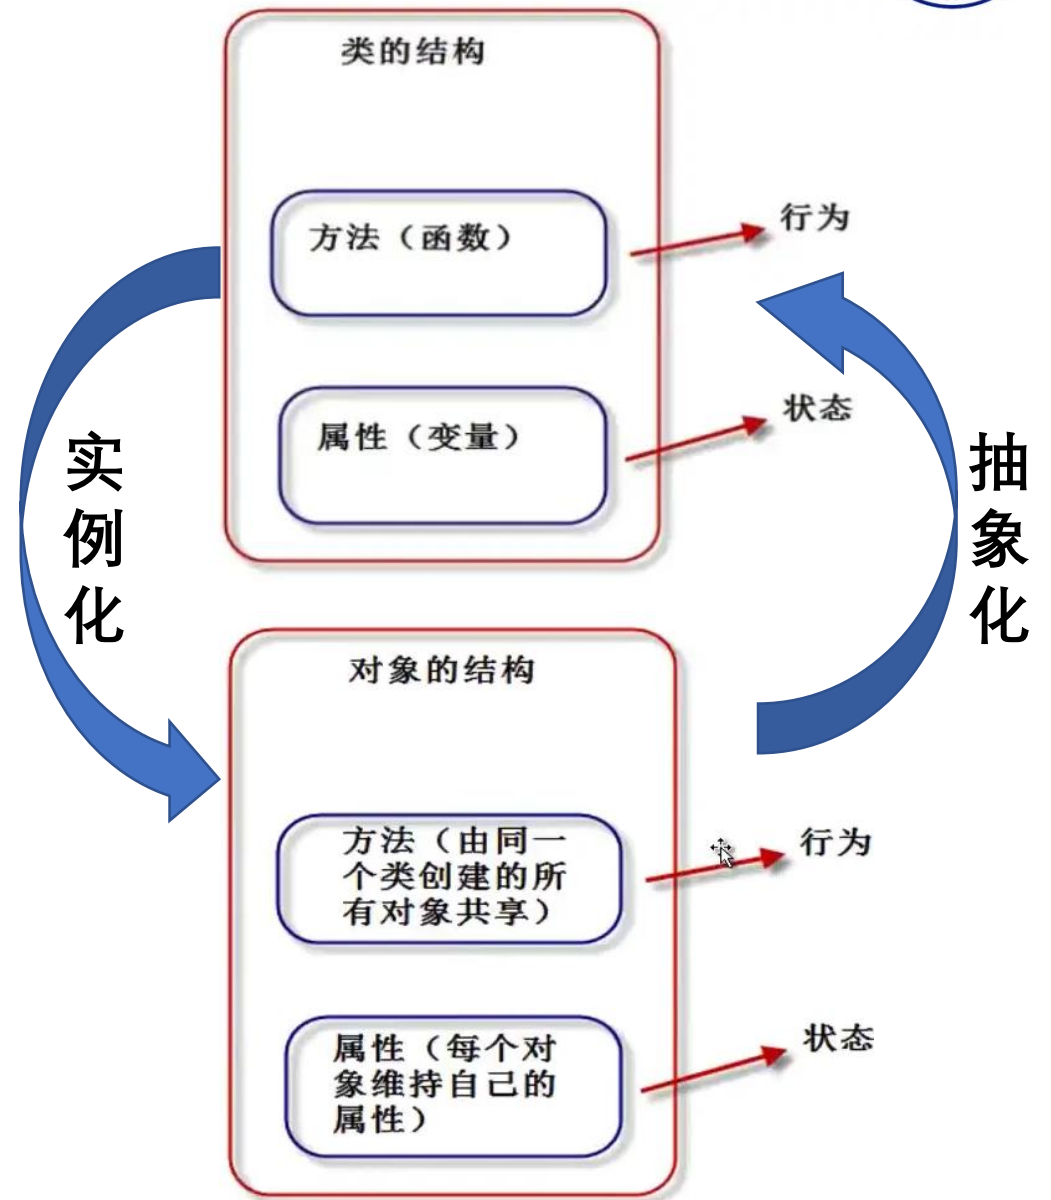 类的结构
方法（函数）
行为
属性（变量）
状态
实
例
化
抽
象
化
对象的结构
方法（由同一
个类创建的所
有对象共享）
行为
属性（每个对
象维持自己的
属性）
状态